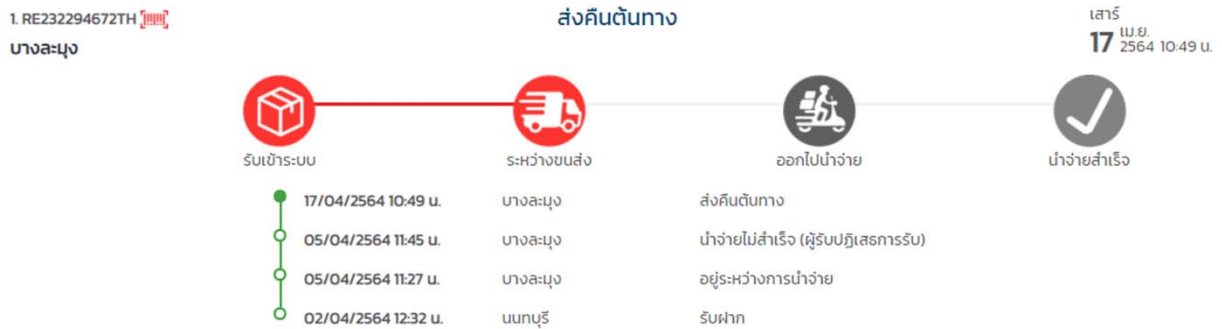 1. RE232294672TH
บางละมุง
ส่งคืนต้นทาง
เสาร์
17 เม.ย. 2564 10:49 น.
รับเข้าระบบ ระหว่างขนส่ง ออกไปนำจ่าย นำจ่ายสำเร็จ
17/04/2564 10:49 น. บางละมุง ส่งคืนต้นทาง
05/04/2564 11:45 น. บางละมุง นำจ่ายไม่สำเร็จ (ผู้รับปฏิเสธการรับ)
05/04/2564 11:27 น. บางละมุง อยู่ระหว่างการนำจ่าย
02/04/2564 12:32 น. นนทบุรี รับฝาก